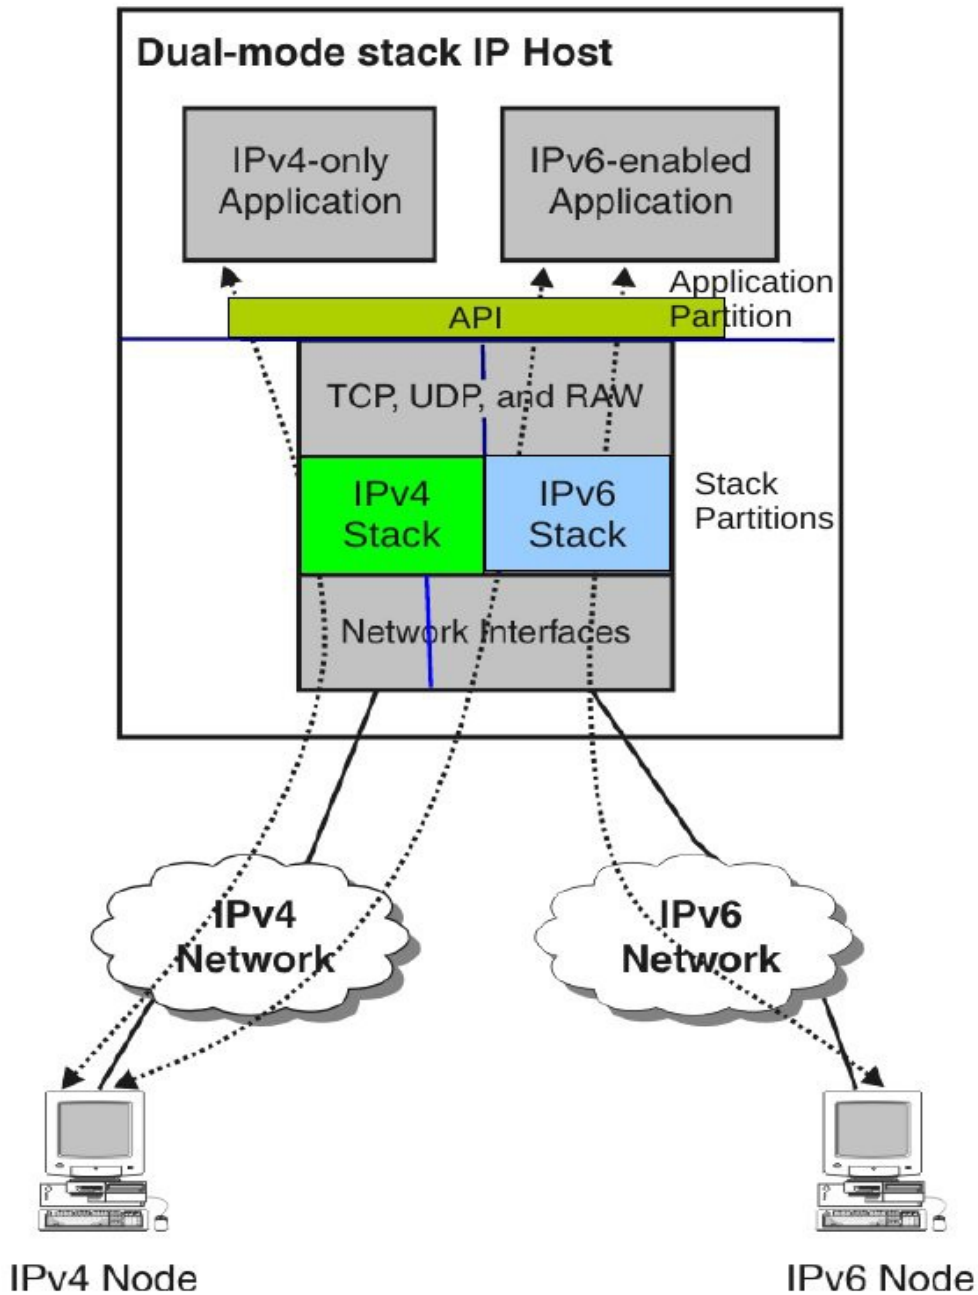 Dual-mode stack IP Host
IPv4-only
Application
IPv6-enabled
Application
Application
Partition
API
TCP, UDP, and RAW
IPv4
Stack
IPv6
Stack
Stack
Partitions
Network Interfaces
IPv4
Network
IPv6
Network
IPv4 Node
IPv6 Node